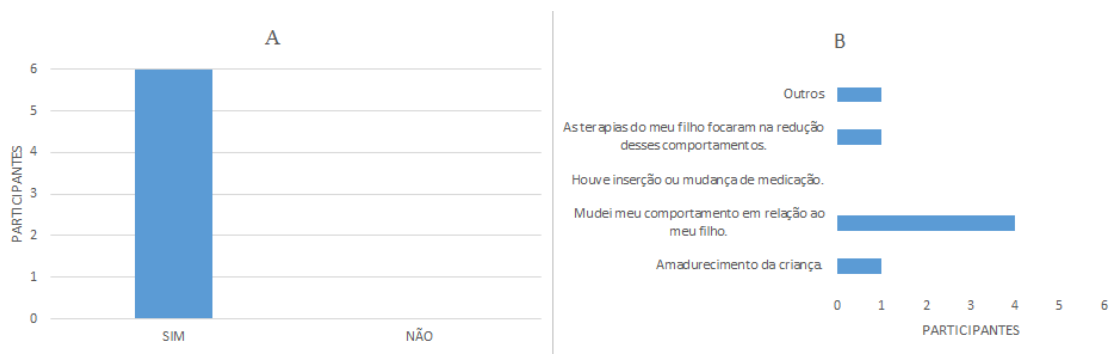 A
6
5
4
3
2
1
0
PARTICIPANTES
SIM NÃO
B
Outros
As terapias do meu filho focaram na redução
desses comportamentos.
Houve inserção ou mudança de medicação.
Mudei meu comportamento em relação ao
meu filho.
Amadurecimento da criança.
0 1 2 3 4 5 6
PARTICIPANTES